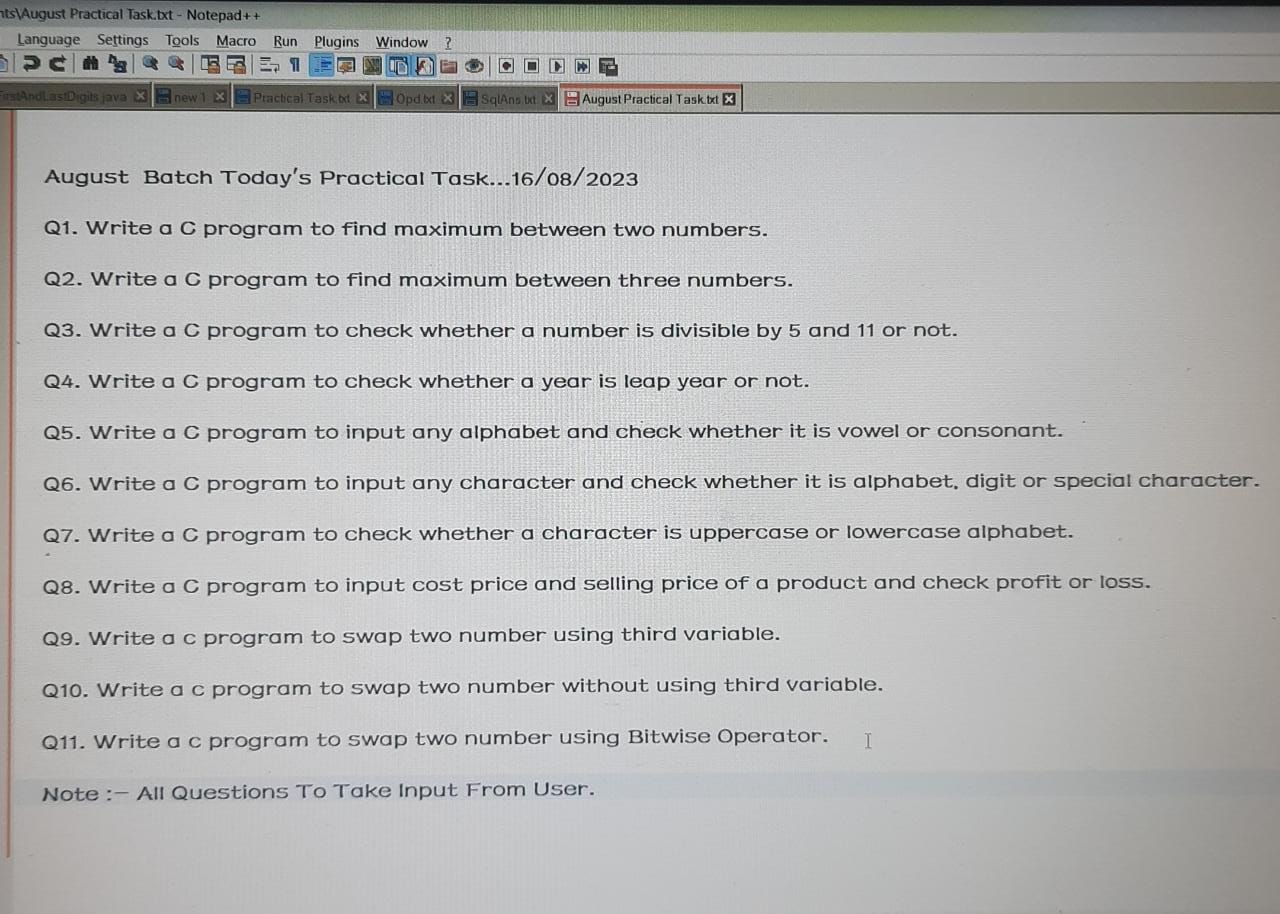 nts\August Practical Task.txt - Notepad++
Language Settings Tools Macro Run Plugins Window ?
irstAndLastDigits.java new 1 Practical Task.txt Opd.txt SqlAns.txt August Practical Task.txt
August Batch Today's Practical Task...16/08/2023
Q1. Write a C program to find maximum between two numbers.
Q2. Write a C program to find maximum between three numbers.
Q3. Write a C program to check whether a number is divisible by 5 and 11 or not.
Q4. Write a C program to check whether a year is leap year or not.
Q5. Write a C program to input any alphabet and check whether it is vowel or consonant.
Q6. Write a C program to input any character and check whether it is alphabet, digit or special character.
Q7. Write a C program to check whether a character is uppercase or lowercase alphabet.
Q8. Write a C program to input cost price and selling price of a product and check profit or loss.
Q9. Write a c program to swap two number using third variable.
Q10. Write a c program to swap two number without using third variable.
Q11. Write a c program to swap two number using Bitwise Operator.
Note :- All Questions To Take Input From User.